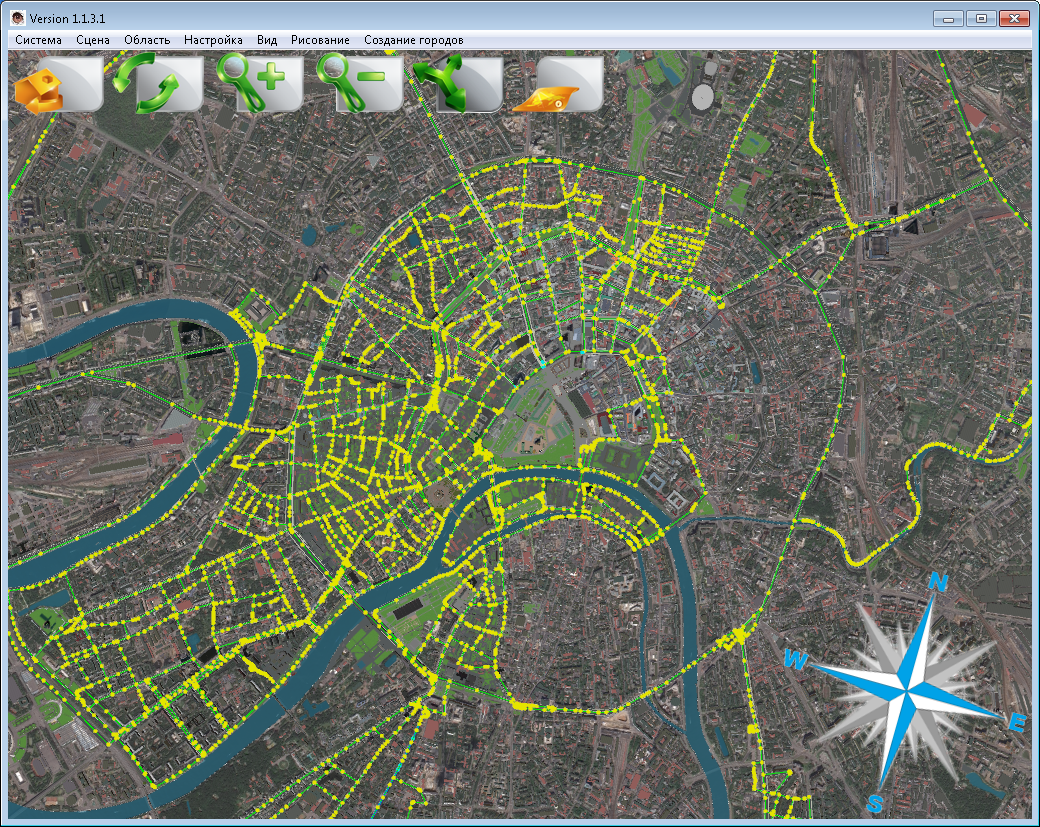 Version 1.1.3.1
Система Сцена Область Настройка Вид Рисование Создание городов
N
W
E
S